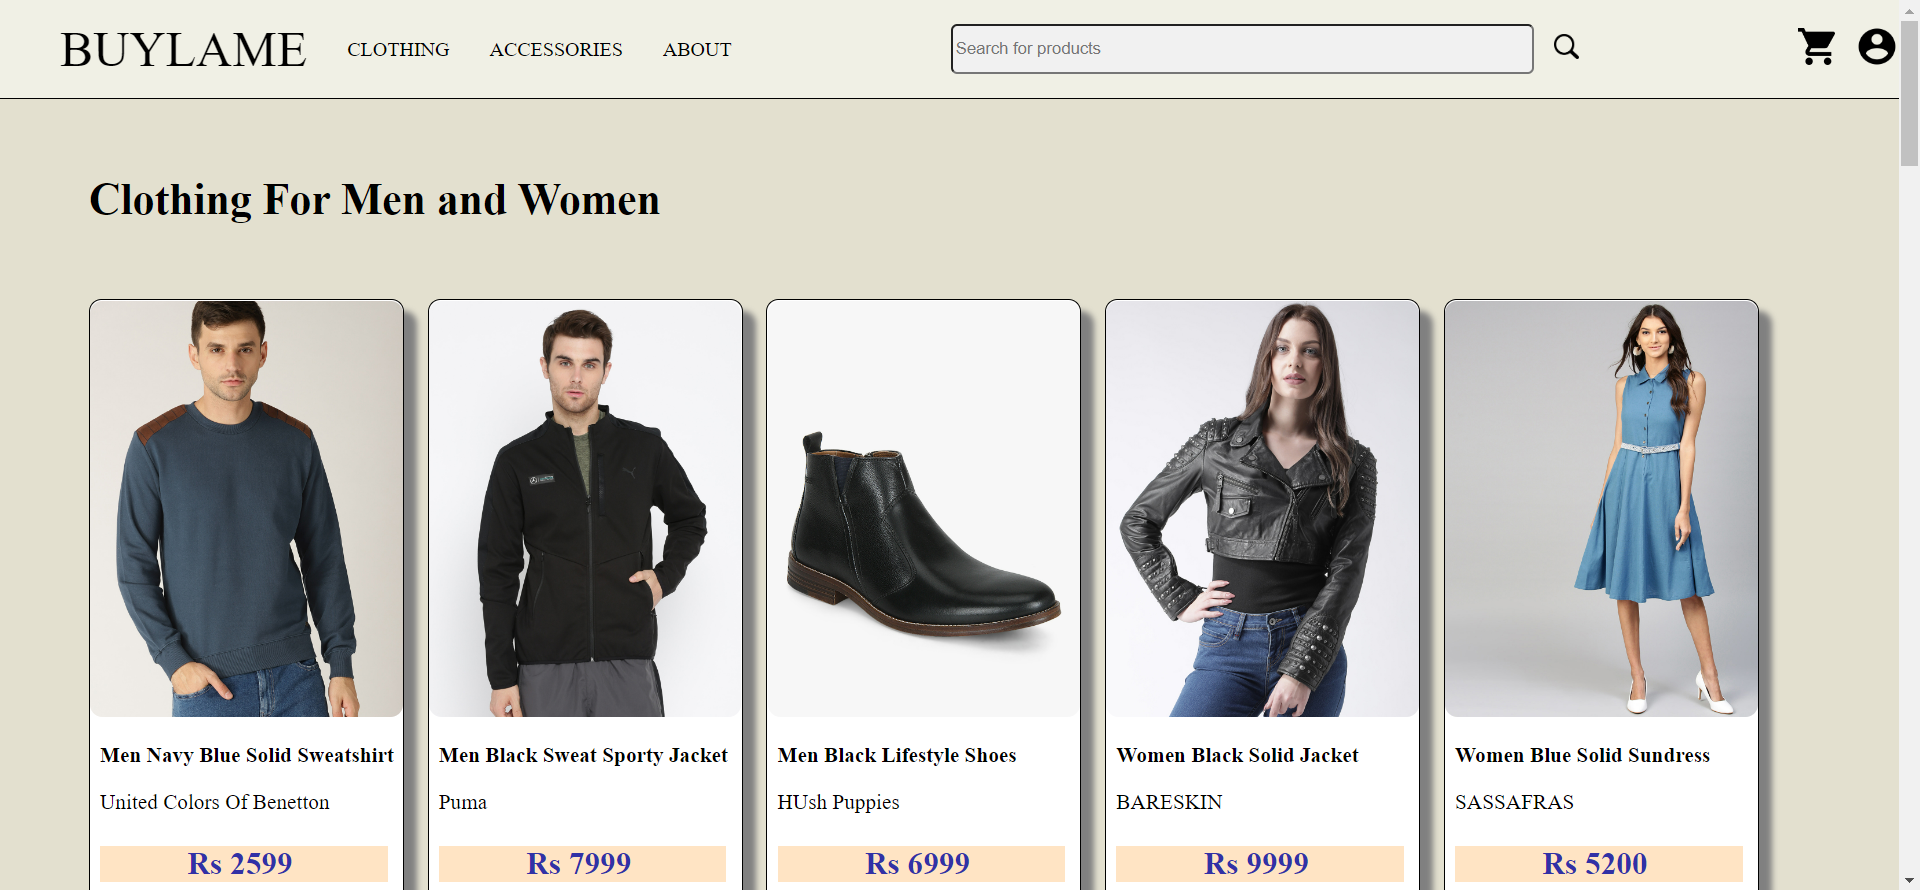 BUYLAME CLOTHING ACCESSORIES ABOUT Search for products
Clothing For Men and Women
Men Navy Blue Solid Sweatshirt
United Colors Of Benetton
Rs 2599
Men Black Sweat Sporty Jacket
Puma
Rs 7999
Men Black Lifestyle Shoes
HUsh Puppies
Rs 6999
Women Black Solid Jacket
BARESKIN
Rs 9999
Women Blue Solid Sundress
SASSAFRAS
Rs 5200